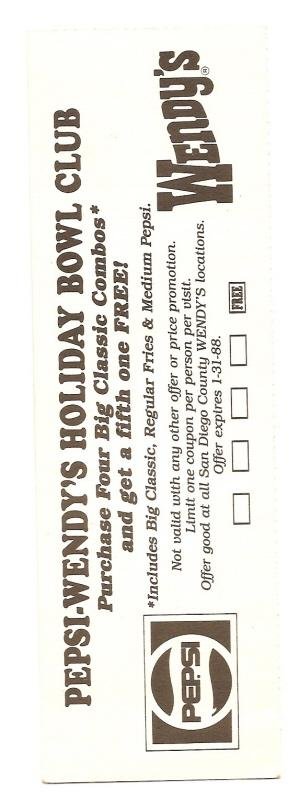 PEPSI-WENDY'S HOLIDAY BOWL CLUB
Purchase Four Big Classic Combos*
and get a fifth one FREE!
*Includes Big Classic, Regular Fries & Medium Pepsi.
Not valid with any other offer or price promotion.
Limit one coupon per person per visit.
Offer good at all San Diego County WENDY'S locations.
Offer expires 1-31-88.
FREE
PEPSI
WENDY'S®